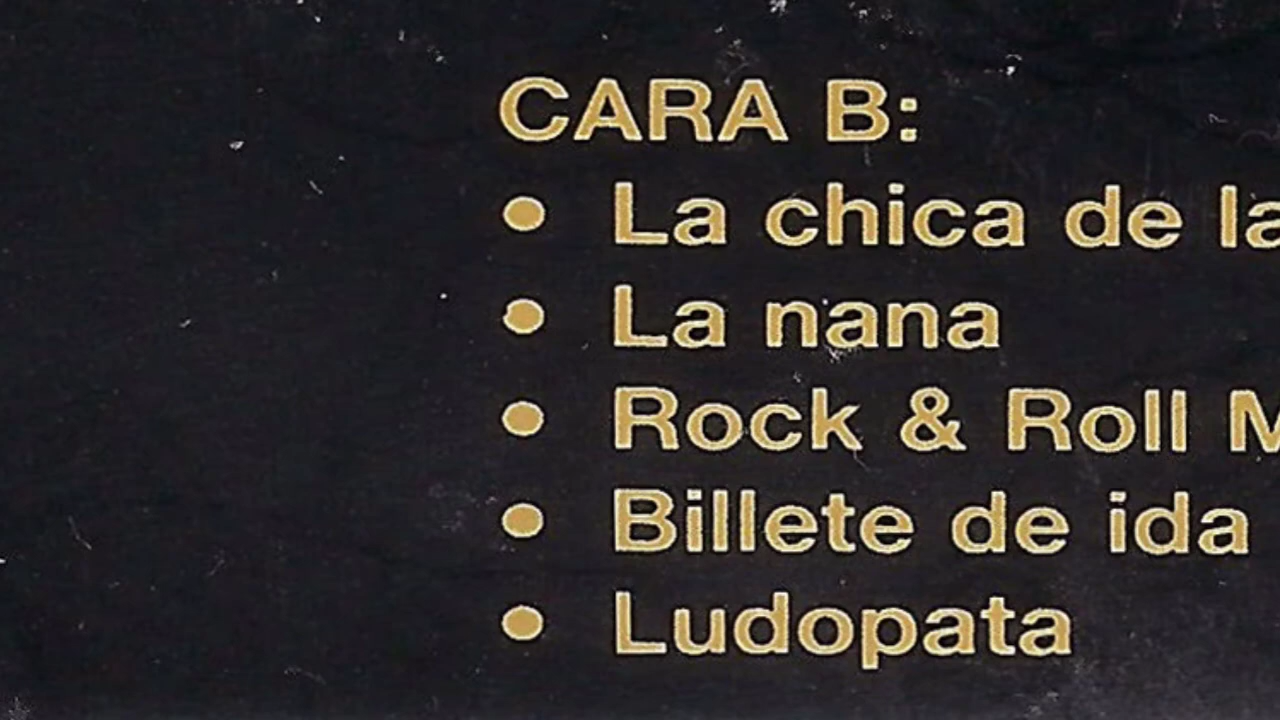 CARA B:
• La chica de la
• La nana
• Rock & Roll
• Billete de ida
• Ludopata